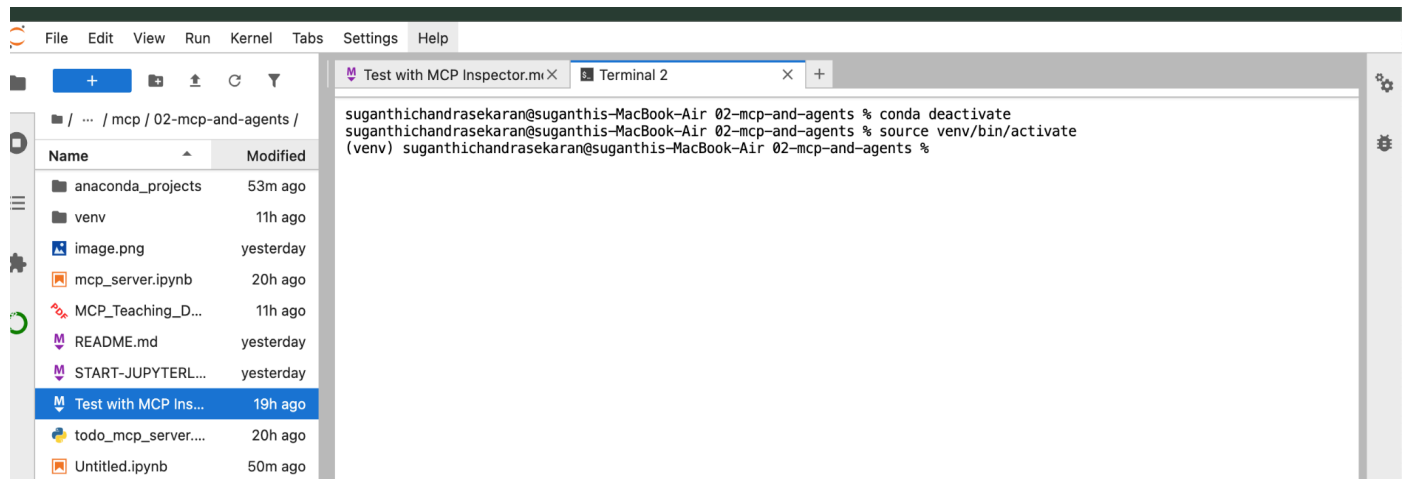 File Edit View Run Kernel Tabs Settings Help
+
Test with MCP Inspector.m
Terminal 2
+
/ ··· / mcp / 02-mcp-and-agents /
Name Modified
anaconda_projects 53m ago
venv 11h ago
image.png yesterday
mcp_server.ipynb 20h ago
MCP_Teaching_D... 11h ago
README.md yesterday
START-JUPYTERL... yesterday
Test with MCP Ins... 19h ago
todo_mcp_server.... 20h ago
Untitled.ipynb 50m ago
suganthichandrasekaran@suganthis-MacBook-Air 02-mcp-and-agents % conda deactivate
suganthichandrasekaran@suganthis-MacBook-Air 02-mcp-and-agents % source venv/bin/activate
(venv) suganthichandrasekaran@suganthis-MacBook-Air 02-mcp-and-agents %